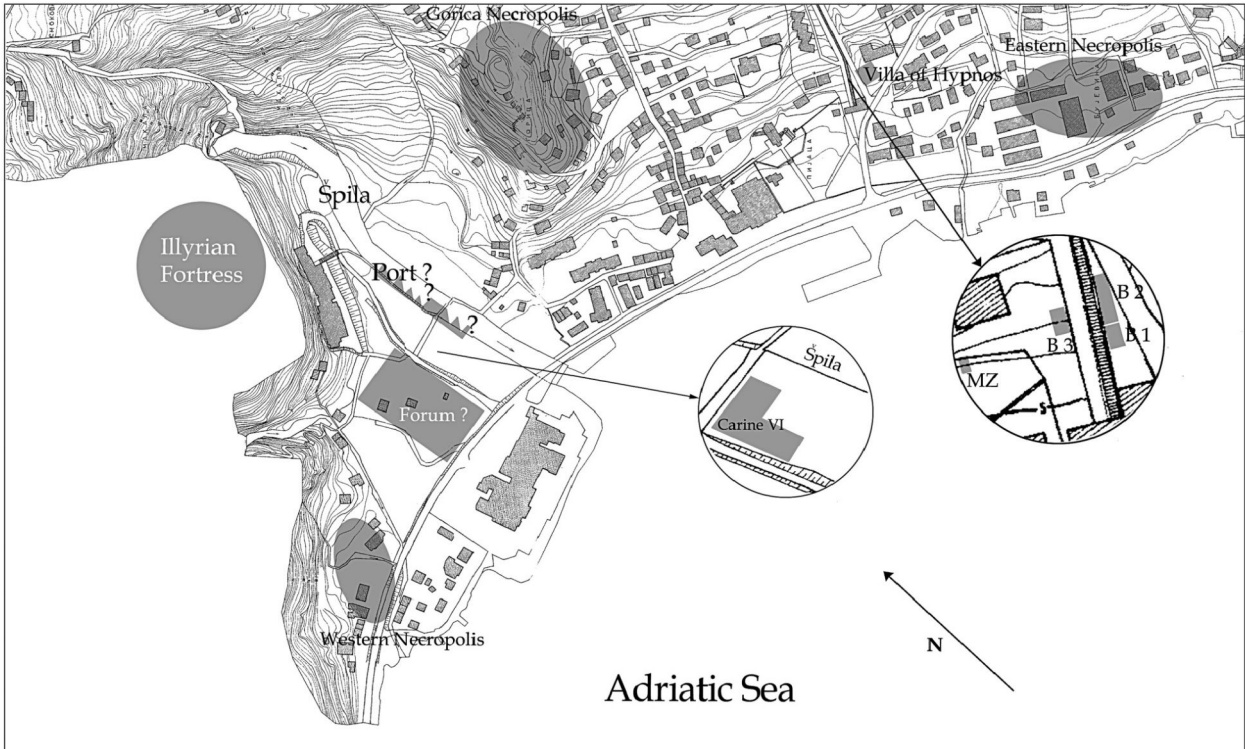 Gorica Necropolis
Eastern Necropolis
Villa of Hypnos
Špila
Illyrian
Fortress
Port ?
?
?
Forum ?
Špila
Carine VI
B 2
B 1
B 3
MZ
Western Necropolis
N
Adriatic Sea